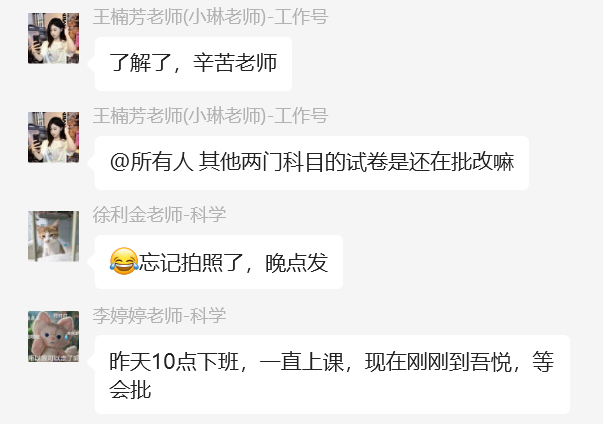 王楠芳老师(小琳老师)-工作号
了解了，辛苦老师
王楠芳老师(小琳老师)-工作号
@所有人 其他两门科目的试卷是还在批改嘛
徐利金老师-科学
😂忘记拍照了，晚点发
李婷婷老师-科学
昨天10点下班，一直上课，现在刚刚到吾悦，等
会批